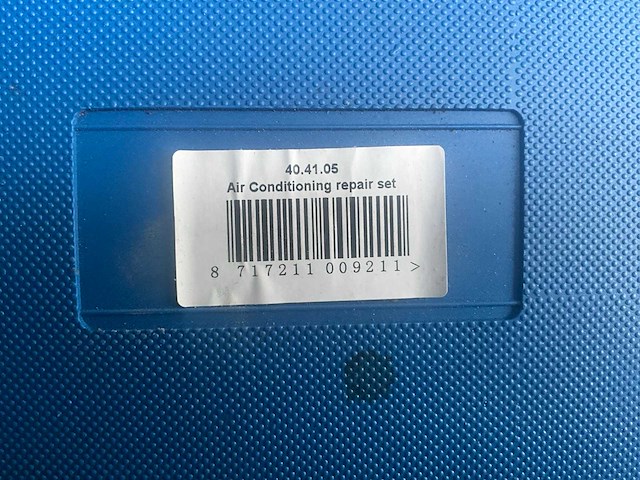 40.41.05
Air Conditioning repair set
8 717211 009211 >